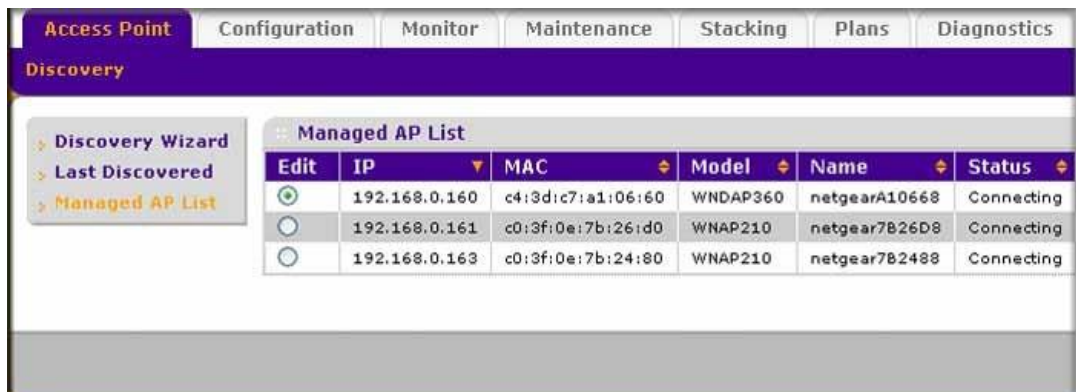 Access Point Configuration Monitor Maintenance Stacking Plans Diagnostics
Discovery
Discovery Wizard
Last Discovered
Managed AP List
Managed AP List
Edit IP MAC Model Name Status
192.168.0.160 c4:3d:c7:a1:06:60 WNDAP360 netgearA10668 Connecting
192.168.0.161 c0:3f:0e:7b:26:d0 WNAP210 netgear7B26D8 Connecting
192.168.0.163 c0:3f:0e:7b:24:80 WNAP210 netgear7B2488 Connecting